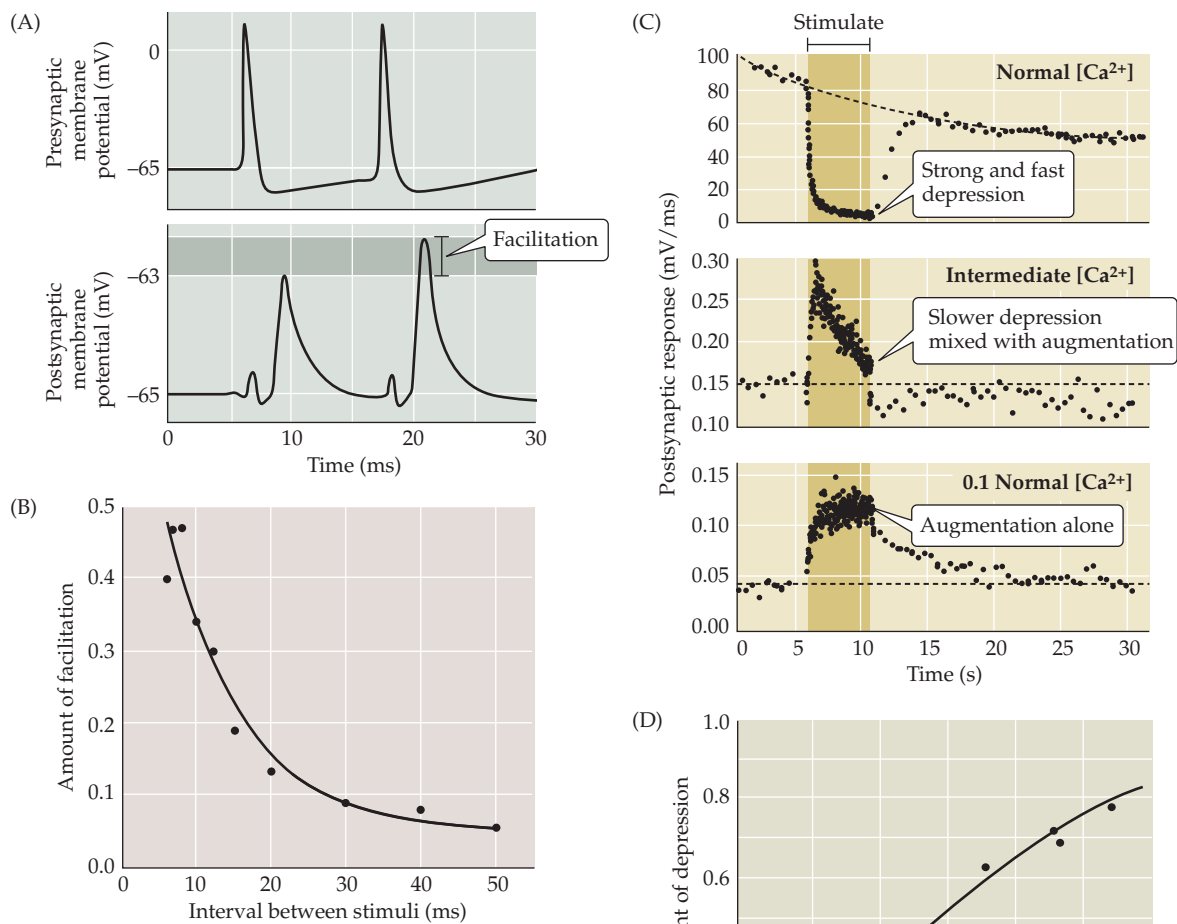 (A)
0
–65
Presynaptic
membrane
potential (mV)
Facilitation
–63
–65
Postsynaptic
membrane
potential (mV)
0
10
20
30
Time (ms)
(B)
0.5
0.4
0.3
0.2
0.1
0.0
Amount of facilitation
0
10
20
30
40
50
Interval between stimuli (ms)
(C)
Stimulate
100
80
60
40
20
0
Normal [Ca2+]
Strong and fast
depression
Postsynaptic response (mV/ms)
0.30
0.25
0.20
0.15
0.10
Intermediate [Ca2+]
Slower depression
mixed with augmentation
0.15
0.10
0.05
0.00
0.1 Normal [Ca2+]
Augmentation alone
0
5
10
15
20
25
30
Time (s)
(D)
1.0
0.8
0.6
nt of depression